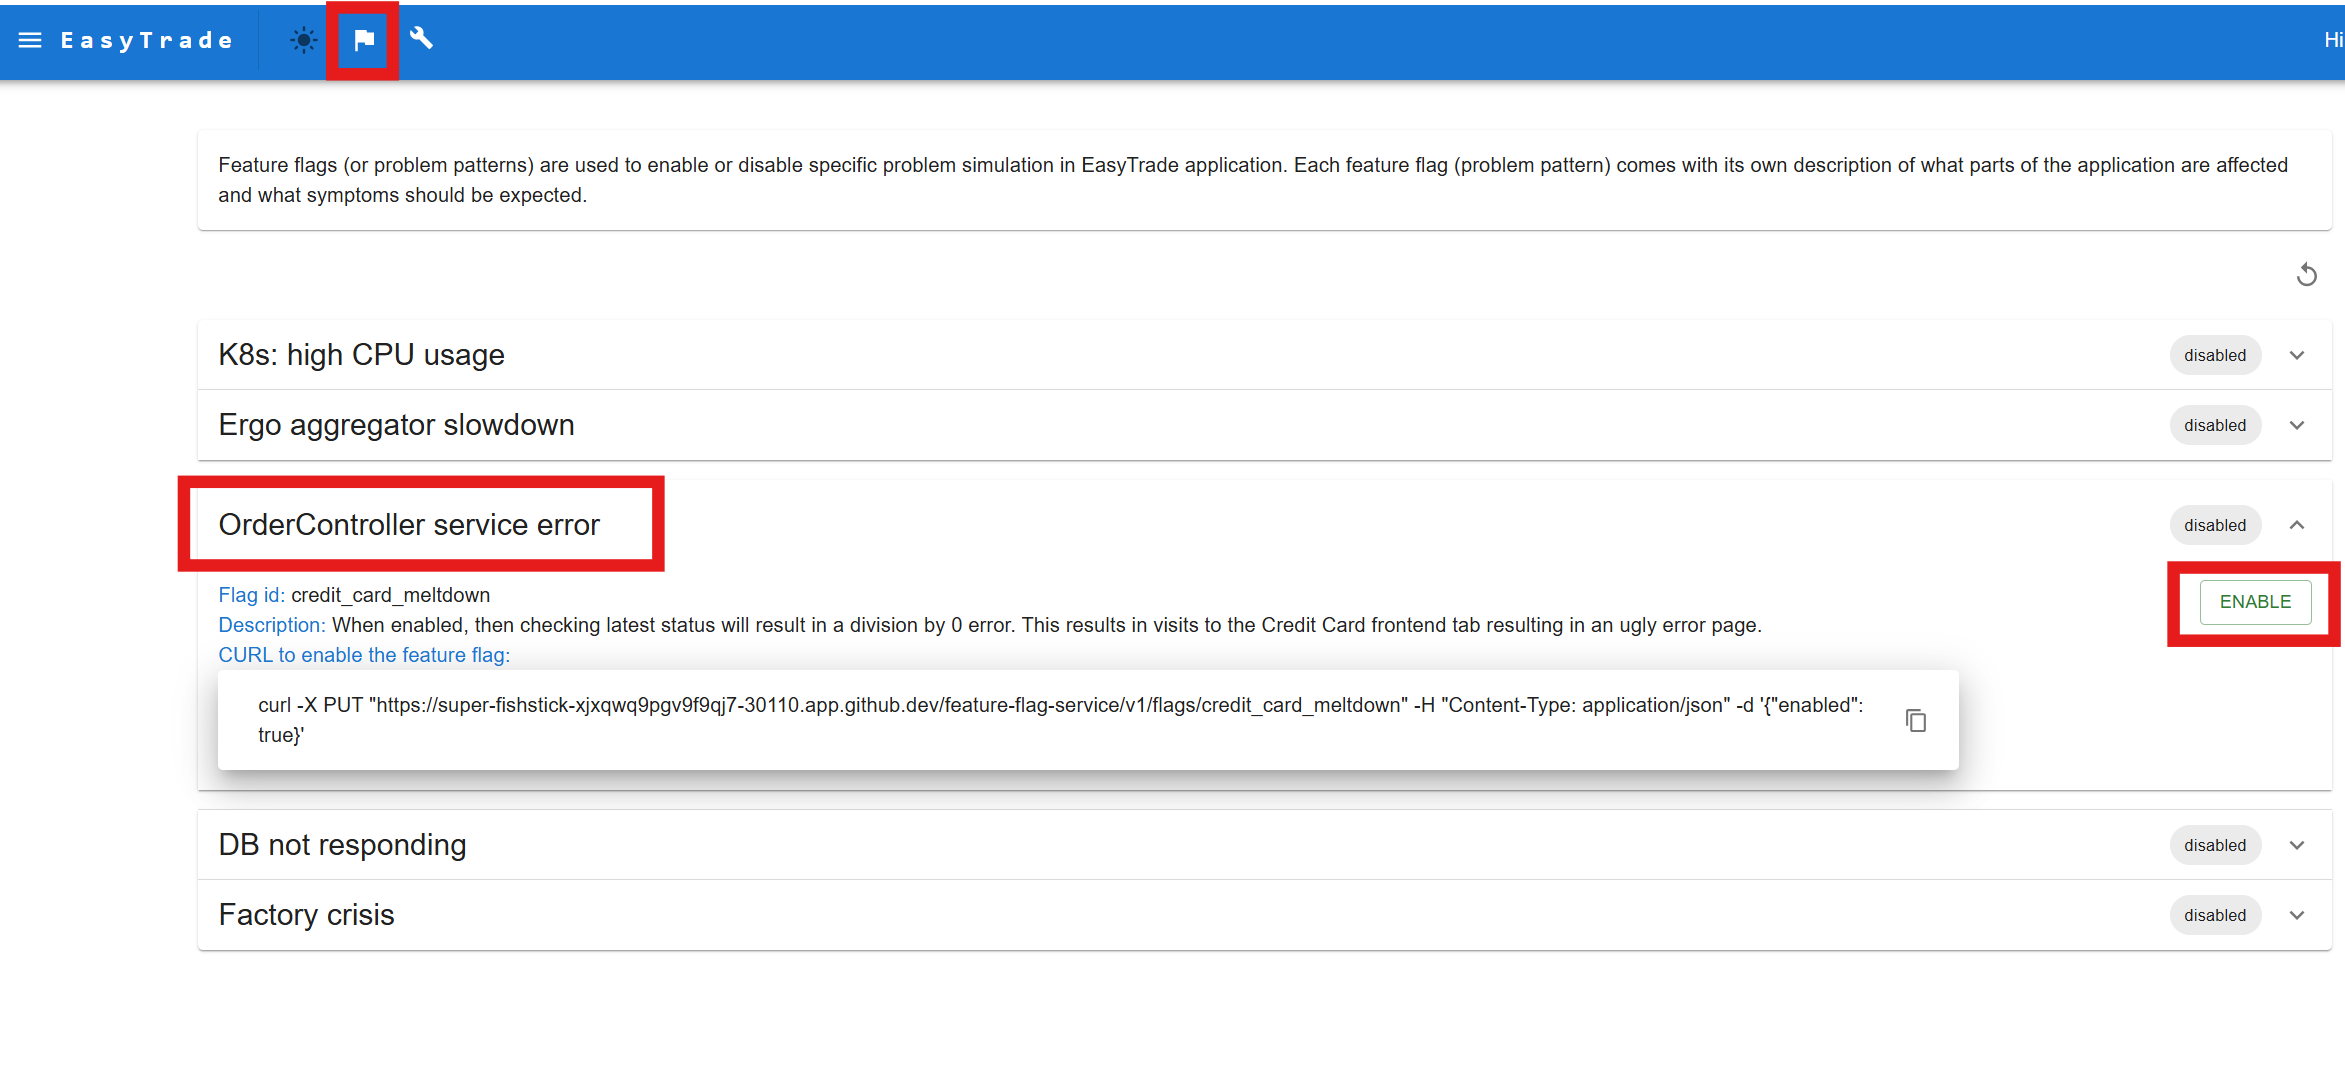 EasyTrade
Hi
Feature flags (or problem patterns) are used to enable or disable specific problem simulation in EasyTrade application. Each feature flag (problem pattern) comes with its own description of what parts of the application are affected
and what symptoms should be expected.
K8s: high CPU usage
disabled
Ergo aggregator slowdown
disabled
OrderController service error
disabled
Flag id: credit_card_meltdown
ENABLE
Description: When enabled, then checking latest status will result in a division by 0 error. This results in visits to the Credit Card frontend tab resulting in an ugly error page.
CURL to enable the feature flag:
curl -X PUT "https://super-fishstick-xjxqwq9pgv9f9qj7-30110.app.github.dev/feature-flag-service/v1/flags/credit_card_meltdown" -H "Content-Type: application/json" -d '{"enabled":
true}'
DB not responding
disabled
Factory crisis
disabled